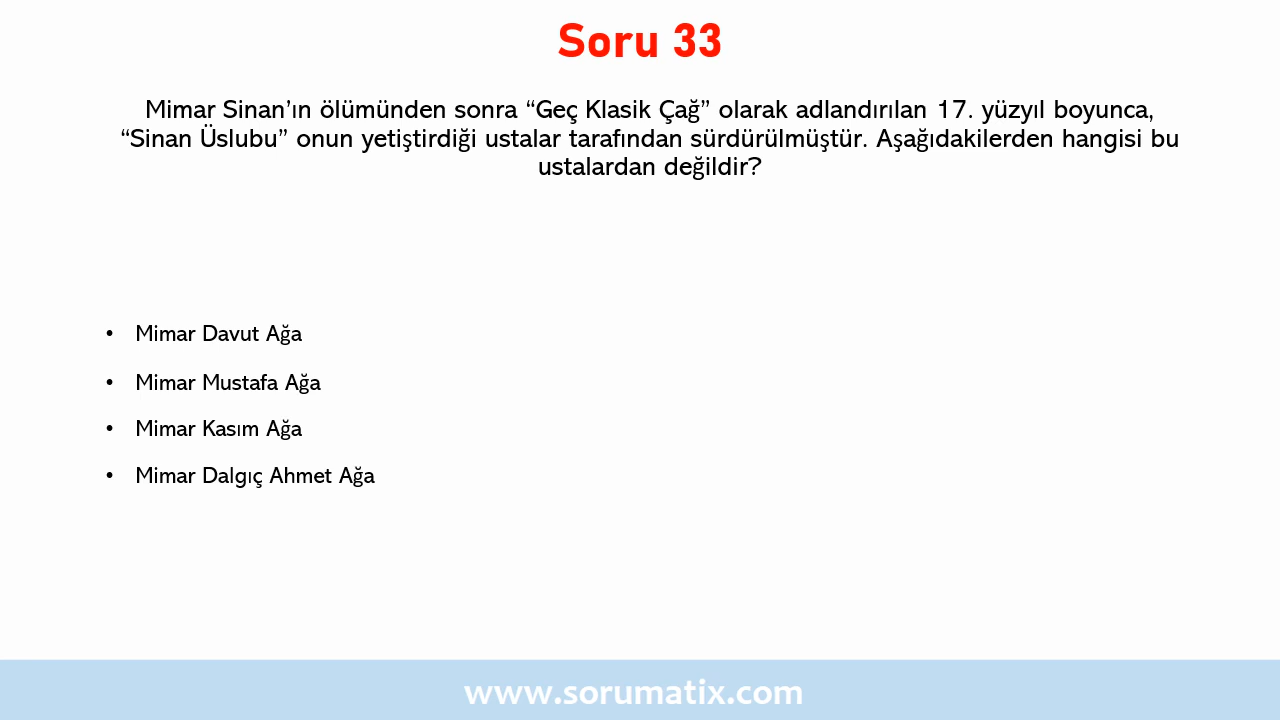 Soru 33
Mimar Sinan’ın ölümünden sonra “Geç Klasik Çağ” olarak adlandırılan 17. yüzyıl boyunca,
“Sinan Üslubu” onun yetiştirdiği ustalar tarafından sürdürülmüştür. Aşağıdakilerden hangisi bu
ustalardan değildir?
• Mimar Davut Ağa
• Mimar Mustafa Ağa
• Mimar Kasım Ağa
• Mimar Dalgıç Ahmet Ağa
www.sorumatix.com